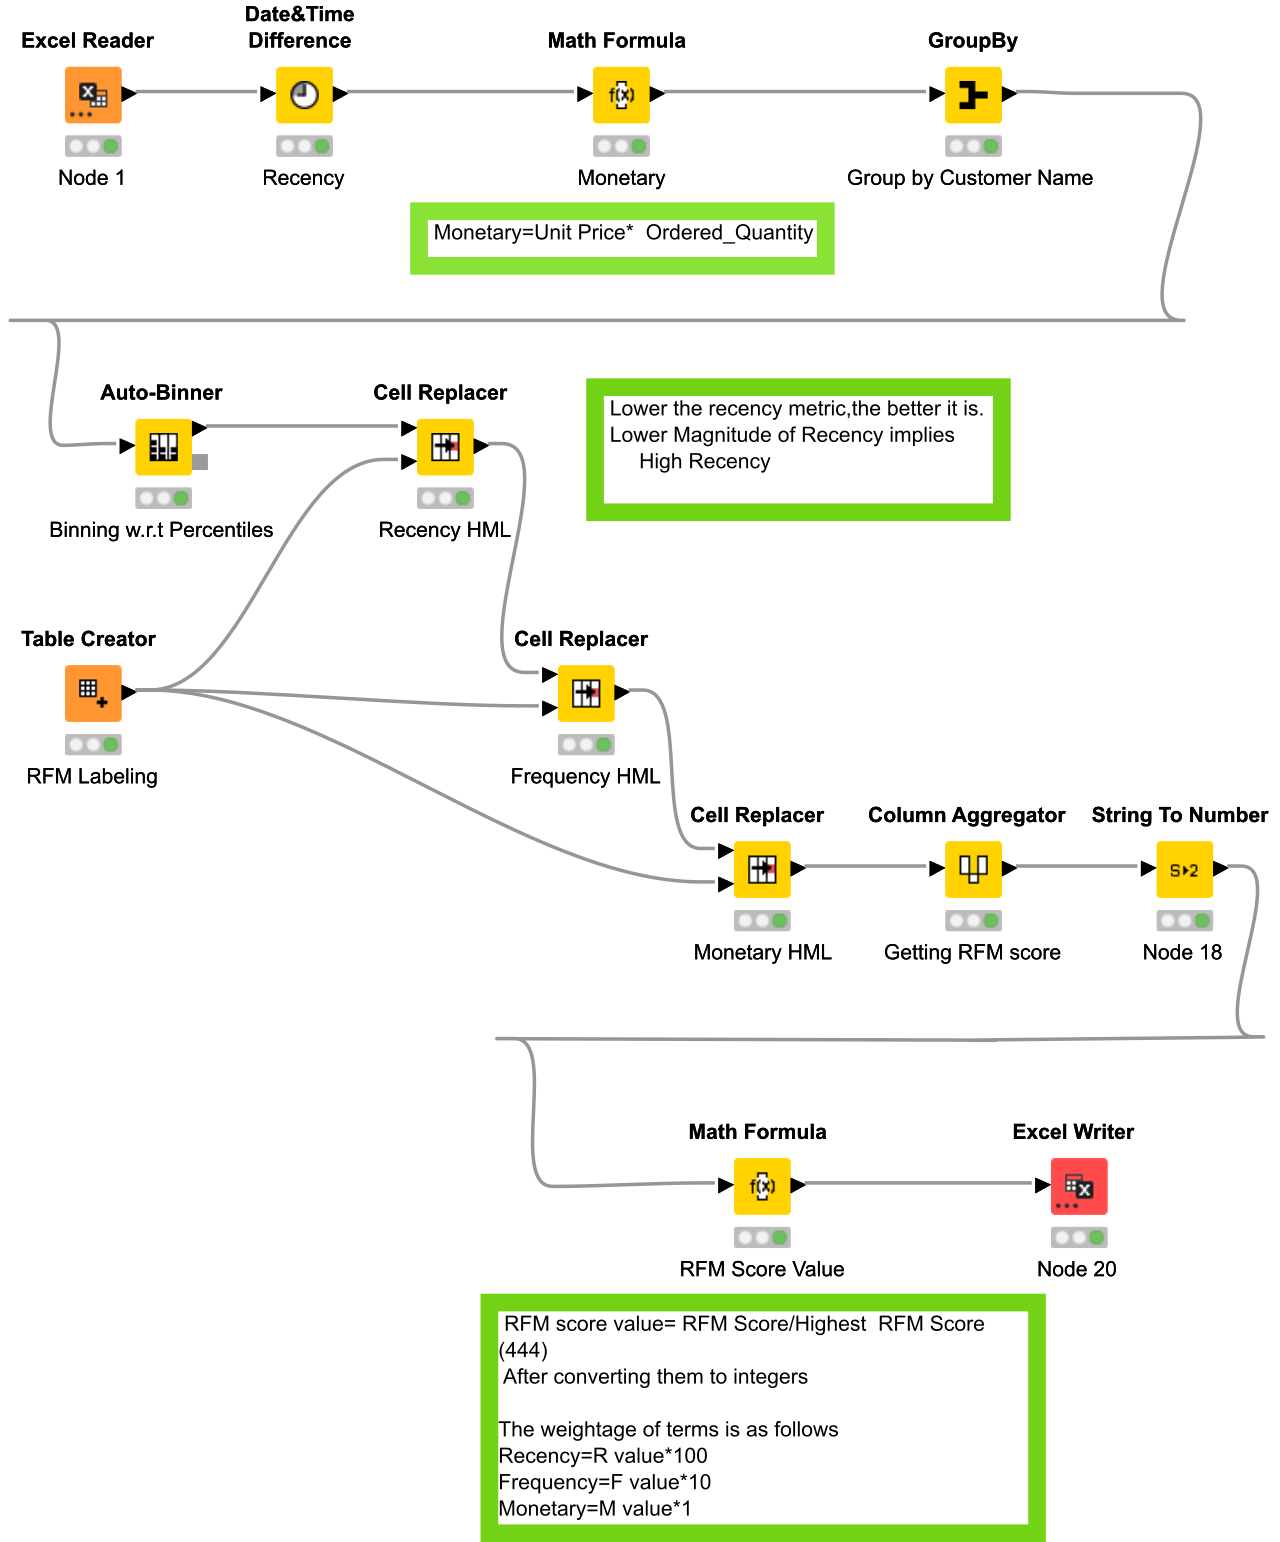 Excel Reader
Date&Time
Difference
Math Formula
GroupBy
f(x)
Node 1
Recency
Monetary
Group by Customer Name
Monetary=Unit Price*  Ordered_Quantity
Auto-Binner
Cell Replacer
Lower the recency metric,the better it is.
Lower Magnitude of Recency implies
High Recency
Binning w.r.t Percentiles
Recency HML
Table Creator
Cell Replacer
RFM Labeling
Frequency HML
Cell Replacer
Column Aggregator
String To Number
S▸2
Monetary HML
Getting RFM score
Node 18
Math Formula
Excel Writer
f(x)
RFM Score Value
Node 20
RFM score value= RFM Score/Highest  RFM Score
(444)
After converting them to integers
The weightage of terms is as follows
Recency=R value*100
Frequency=F value*10
Monetary=M value*1